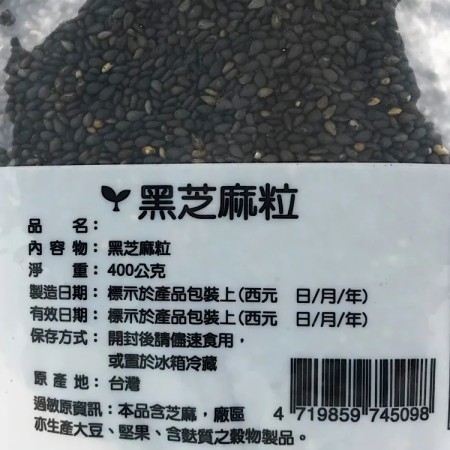 黑芝麻粒
品 名：
內 容 物：黑芝麻粒
淨 重：400公克
製造日期：標示於產品包裝上(西元 日/月/年)
有效日期：標示於產品包裝上(西元 日/月/年)
保存方式：開封後請儘速食用，
或置於冰箱冷藏
原 產 地：台灣
過敏原資訊：本品含芝麻，廠區
亦生產大豆、堅果、含麩質之穀物製品。
4 719859 745098